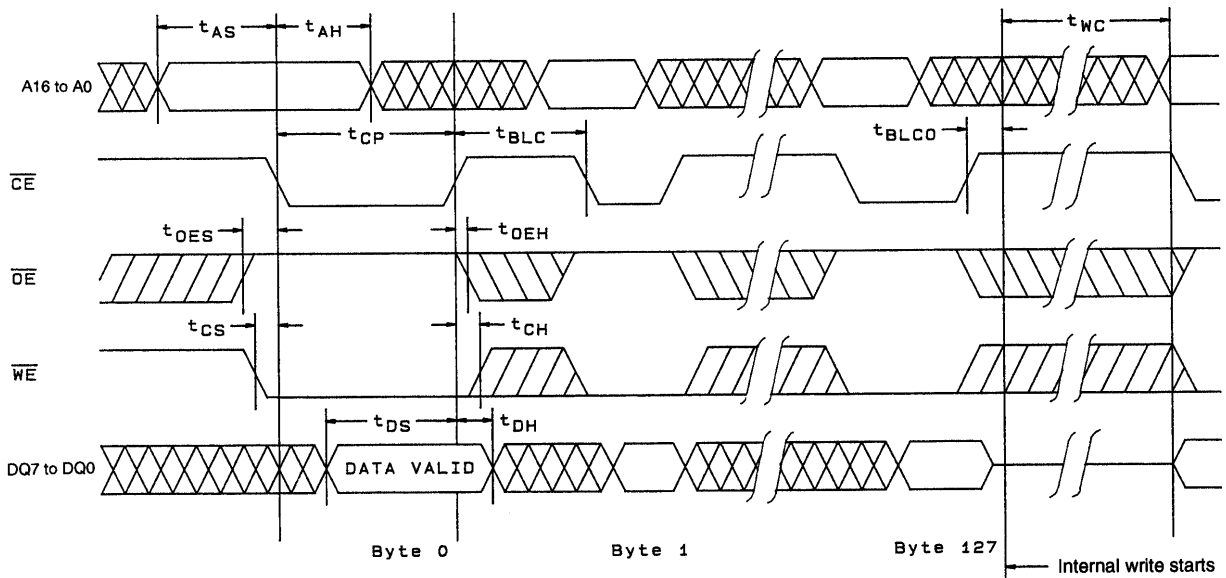 tAS tAH tWC
A16 to A0
tCP tBLC tBLCO
CE
tOES tOEH
OE
tCS tCH
WE
tDS tDH
DQ7 to DQ0 DATA VALID
Byte 0 Byte 1 Byte 127
Internal write starts